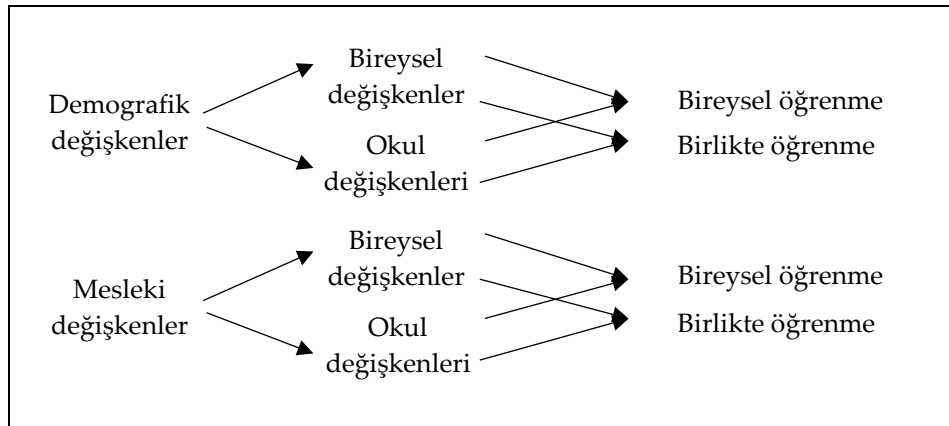 Demografik
değişkenler
Bireysel
değişkenler
Okul
değişkenleri
Bireysel öğrenme
Birlikte öğrenme
Mesleki
değişkenler
Bireysel
değişkenler
Okul
değişkenleri
Bireysel öğrenme
Birlikte öğrenme